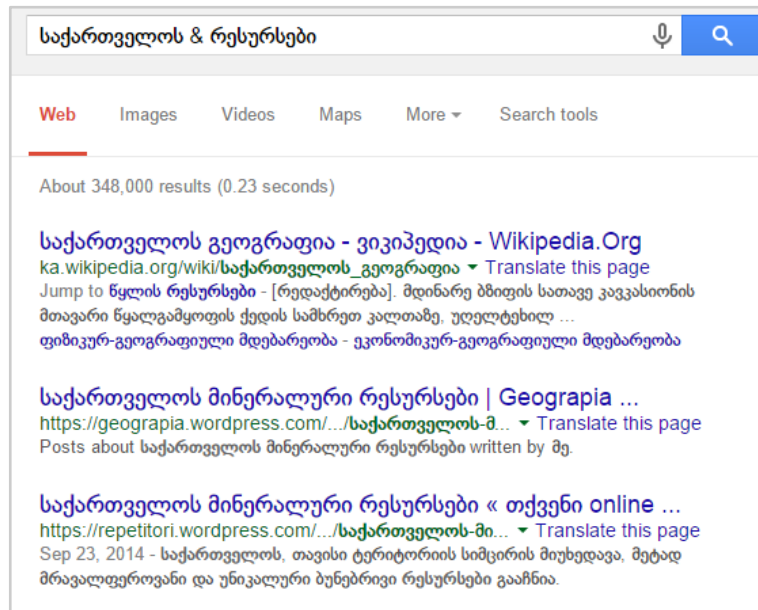 საქართველოს & რესურსები
Web Images Videos Maps More Search tools
About 348,000 results (0.23 seconds)
საქართველოს გეოგრაფია - ვიკიპედია - Wikipedia.Org
ka.wikipedia.org/wiki/საქართველოს_გეოგრაფია Translate this page
Jump to წყლის რესურსები - [რედაქტირება]. მდინარე ბზიფის სათავე კავკასიონის
მთავარი წყალგამყოფის ქედის სამხრეთ კალთაზე, უღელტეხილ ...
ფიზიკურ-გეოგრაფიული მდებარეობა - ეკონომიკურ-გეოგრაფიული მდებარეობა
საქართველოს მინერალური რესურსები | Geograpia ...
https://geograpia.wordpress.com/.../საქართველოს-მ... Translate this page
Posts about საქართველოს მინერალური რესურსები written by მე.
საქართველოს მინერალური რესურსები « თქვენი online ...
https://repetitori.wordpress.com/.../საქართველოს-მი... Translate this page
Sep 23, 2014 - საქართველოს, თავისი ტერიტორიის სიმცირის მიუხედავა, მეტად
მრავალფეროვანი და უნიკალური ბუნებრივი რესურსები გააჩნია.